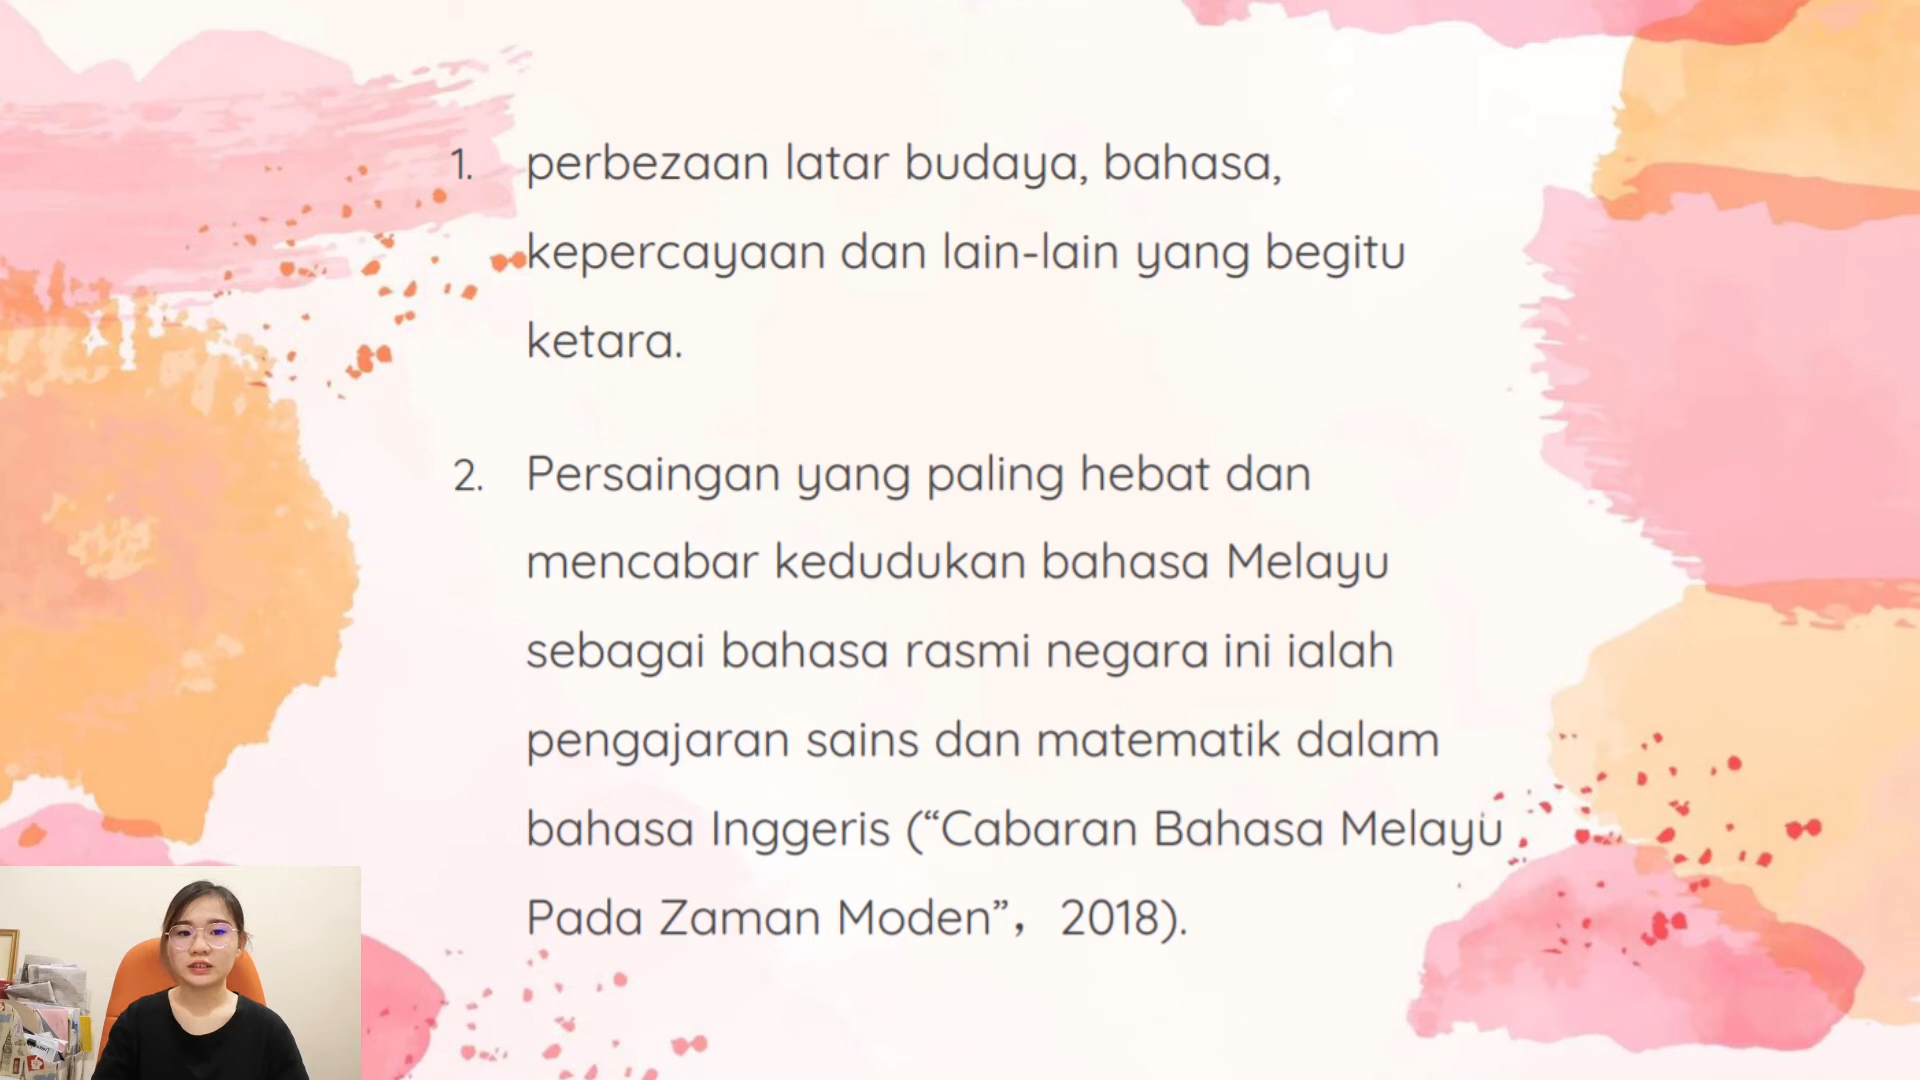 1. perbezaan latar budaya, bahasa,
kepercayaan dan lain-lain yang begitu
ketara.
2. Persaingan yang paling hebat dan
mencabar kedudukan bahasa Melayu
sebagai bahasa rasmi negara ini ialah
pengajaran sains dan matematik dalam
bahasa Inggeris (“Cabaran Bahasa Melayu
Pada Zaman Moden”，2018).